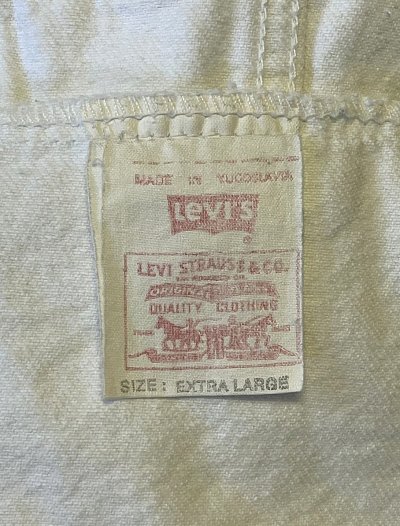 MADE IN YUGOSLAVIA
Levi's
®
LEVI STRAUSS & CO.
QUALITY CLOTHING
SIZE: EXTRA LARGE